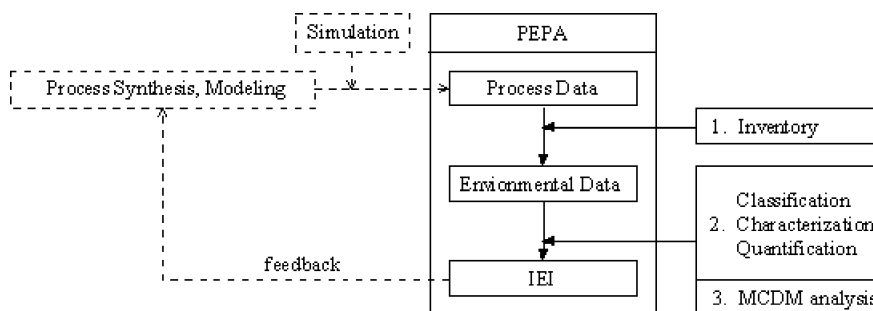 Simulation
PEPA
Process Synthesis, Modeling
Process Data
1. Inventory
Envionmental Data
Classification
2. Characterization
Quantification
feedback
IEI
3. MCDM analysis